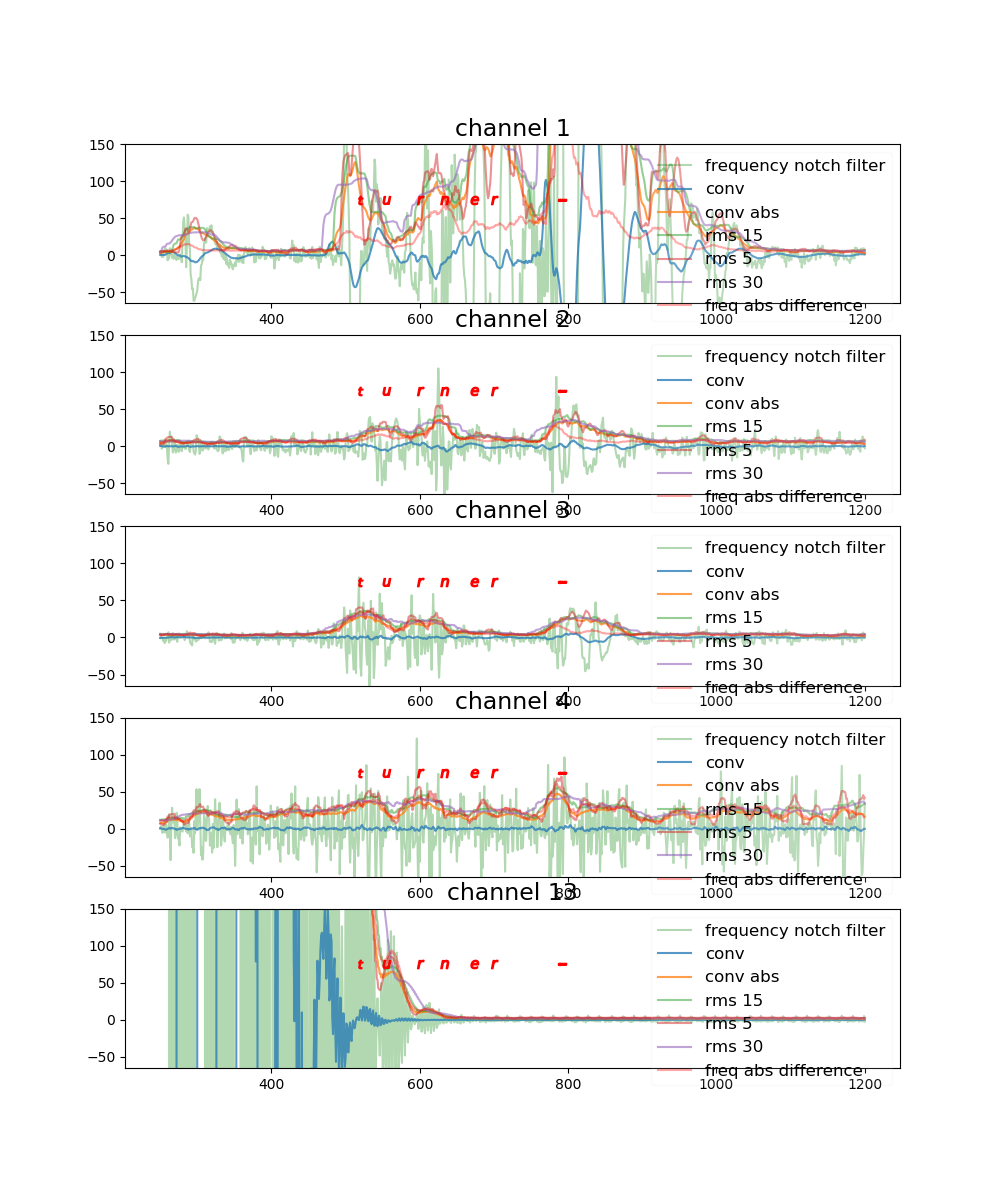 channel 1
150
100
50
0
−50
t u r n e r –
frequency notch filter
conv
conv abs
rms 15
rms 5
rms 30
freq abs difference
400 600 800 1000 1200
channel 2
150
100
50
0
−50
t u r n e r –
frequency notch filter
conv
conv abs
rms 15
rms 5
rms 30
freq abs difference
400 600 800 1000 1200
channel 3
150
100
50
0
−50
t u r n e r –
frequency notch filter
conv
conv abs
rms 15
rms 5
rms 30
freq abs difference
400 600 800 1000 1200
channel 4
150
100
50
0
−50
t u r n e r –
frequency notch filter
conv
conv abs
rms 15
rms 5
rms 30
freq abs difference
400 600 800 1000 1200
channel 13
150
100
50
0
−50
t u r n e r –
frequency notch filter
conv
conv abs
rms 15
rms 5
rms 30
freq abs difference
400 600 800 1000 1200